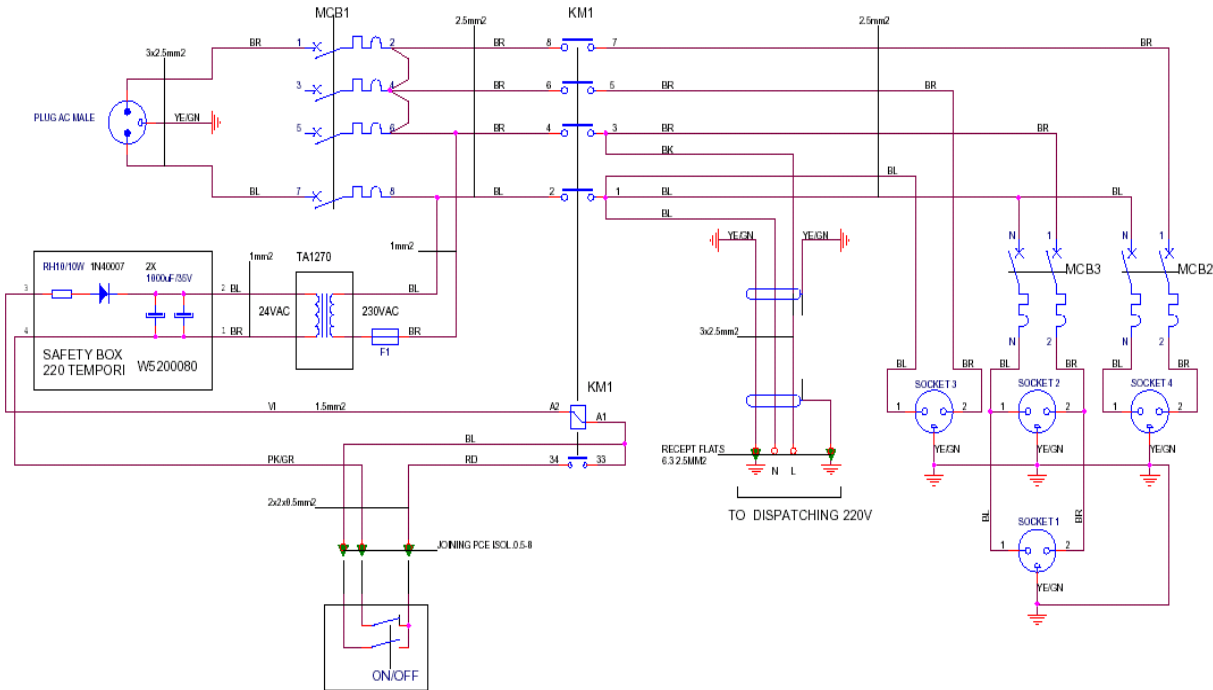 MCB1 KM1
2.5mm2 2.5mm2
1 2 BR 8 7 BR
BR
3x2.5mm2
3 4 BR 6 5 BR BR
PLUG AC MALE YE/GN
5 6 BR 4 3 BR BR
BK
BL 7 8 BL 2 1 BL
BL
1mm2
YE/GN YE/GN
N 1 N 1
MCB3 MCB2
RH10/10W 1N40007 2X
1000uF/35V
1mm2 TA1270
3 2 BL
24VAC 230VAC
4 1 BR BR
F1
3x2.5mm2
N 2 N 2
SAFETY BOX
220 TEMPORI W5200080
BL BR BL BR BL BR
SOCKET 3 SOCKET 2 SOCKET 4
1 2 1 2 1 2
YE/GN YE/GN YE/GN
KM1
VI 1.5mm2 A2 A1
BL
PK/GR RD 34 33
RECEPT FLATS
6.3 2.5MM2
N L
2x2x0.5mm2
TO DISPATCHING 220V
BL BR
SOCKET 1
1 2
YE/GN
JOINING PCE ISOL.0.5-8
ON/OFF